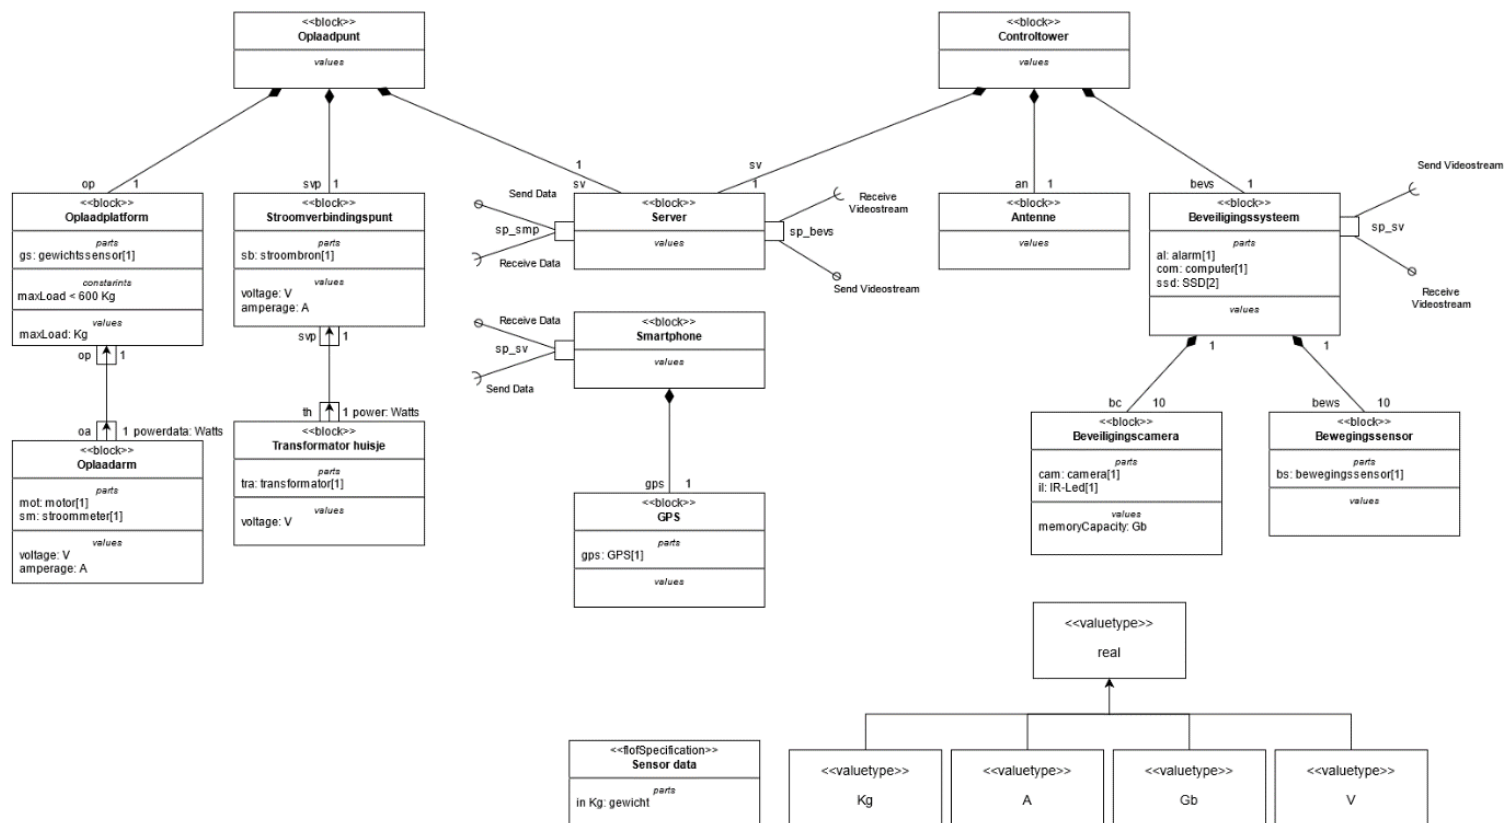 <<block>>
Oplaadpunt
values
<<block>>
Controltower
values
op 1
svp 1
1
sv
sv
1
an 1
bevs 1
<<block>>
Oplaadplatform
parts
gs: gewichtssensor[1]
constarints
maxLoad < 600 Kg
values
maxLoad: Kg
op 1
<<block>>
Stroomverbindingspunt
parts
sb: stroombron[1]
values
voltage: V
amperage: A
svp 1
Send Data
sp_smp
Receive Data
<<block>>
Server
values
Receive
Videostream
sp_bevs
Send Videostream
<<block>>
Antenne
values
<<block>>
Beveiligingssysteem
parts
al: alarm[1]
com: computer[1]
ssd: SSD[2]
values
Send Videostream
sp_sv
Receive
Videostream
Receive Data
sp_sv
Send Data
<<block>>
Smartphone
values
1
1
oa 1 powerdata: Watts
<<block>>
Oplaadarm
parts
mot: motor[1]
sm: stroommeter[1]
values
voltage: V
amperage: A
th 1 power: Watts
<<block>>
Transformator huisje
parts
tra: transformator[1]
values
voltage: V
gps 1
<<block>>
GPS
parts
gps: GPS[1]
values
bc 10
<<block>>
Beveiligingscamera
parts
cam: camera[1]
il: IR-Led[1]
values
memoryCapacity: Gb
bews 10
<<block>>
Bewegingssensor
parts
bs: bewegingssensor[1]
values
<<valuetype>>
real
<<flofSpecification>>
Sensor data
parts
in Kg: gewicht
<<valuetype>>
Kg
<<valuetype>>
A
<<valuetype>>
Gb
<<valuetype>>
V